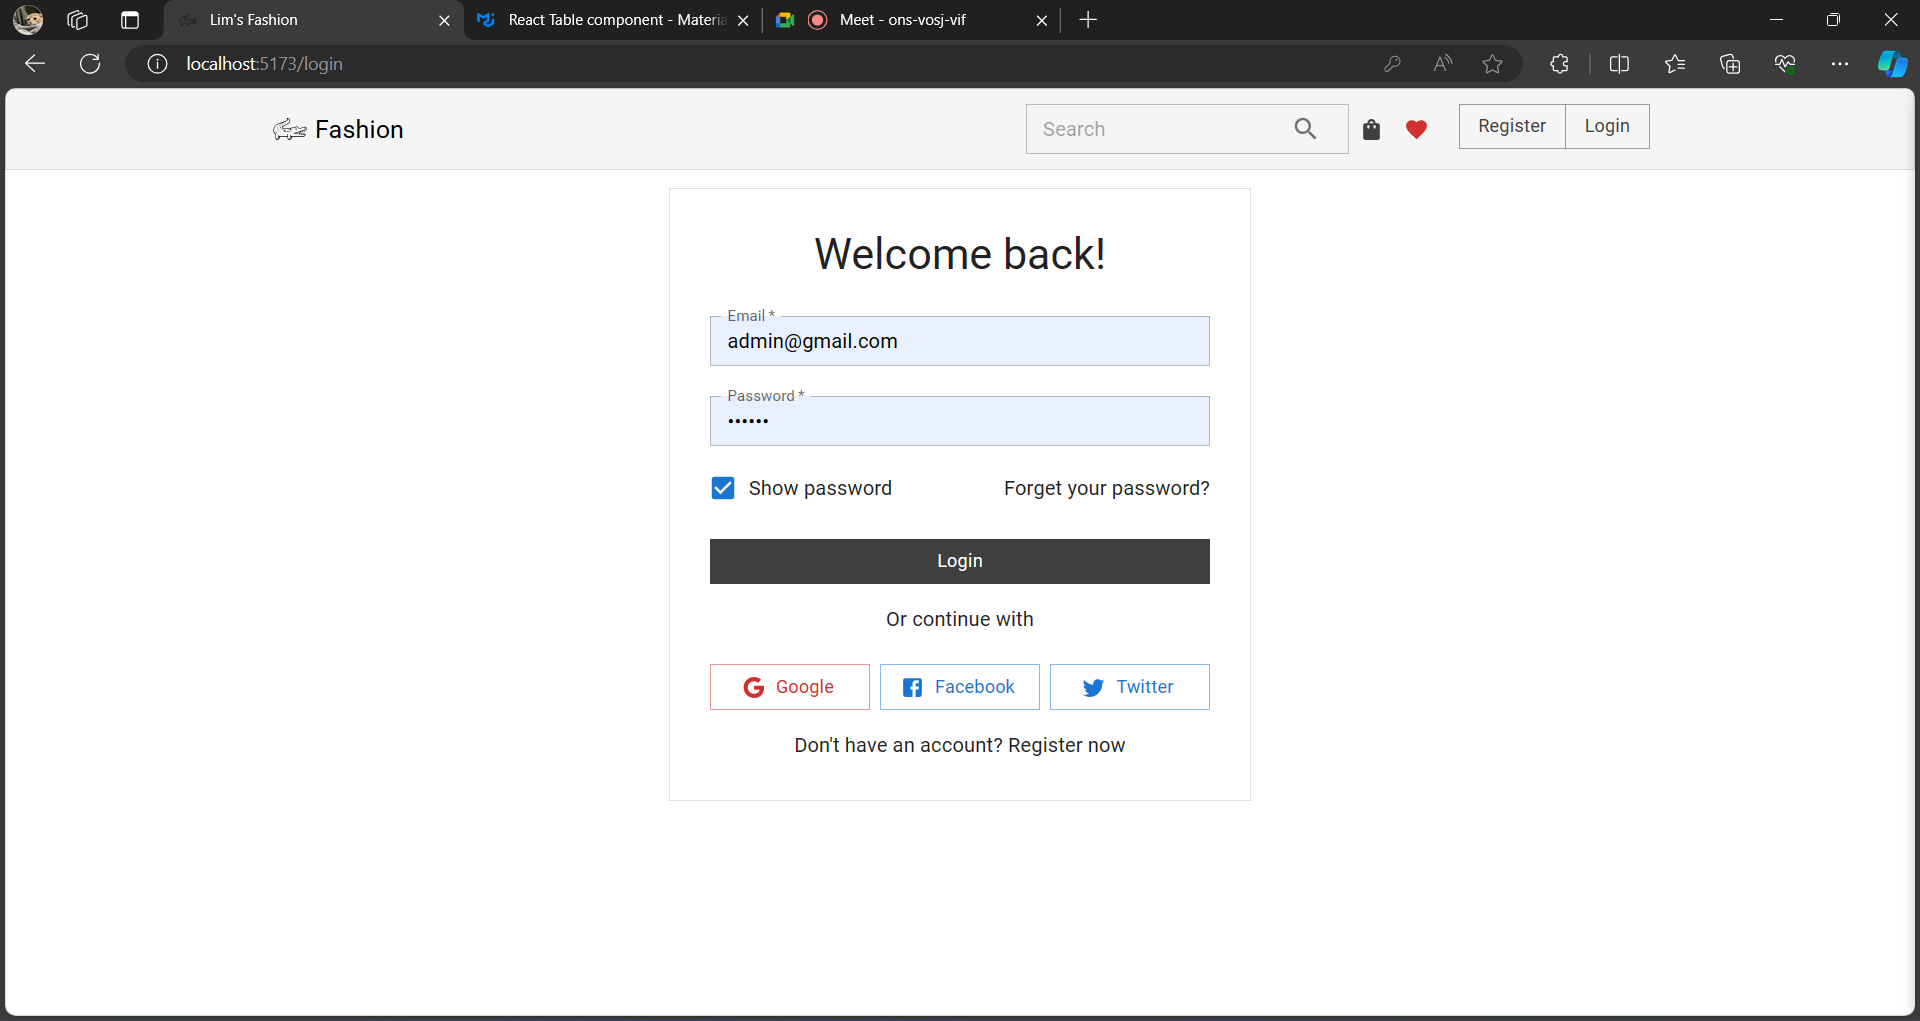 Lim's Fashion
React Table component - Materia
Meet - ons-vosj-vif
localhost:5173/login
Fashion
Search
Register
Login
Welcome back!
Email *
admin@gmail.com
Password *
••••••
Show password
Forget your password?
Login
Or continue with
Google
Facebook
Twitter
Don't have an account? Register now